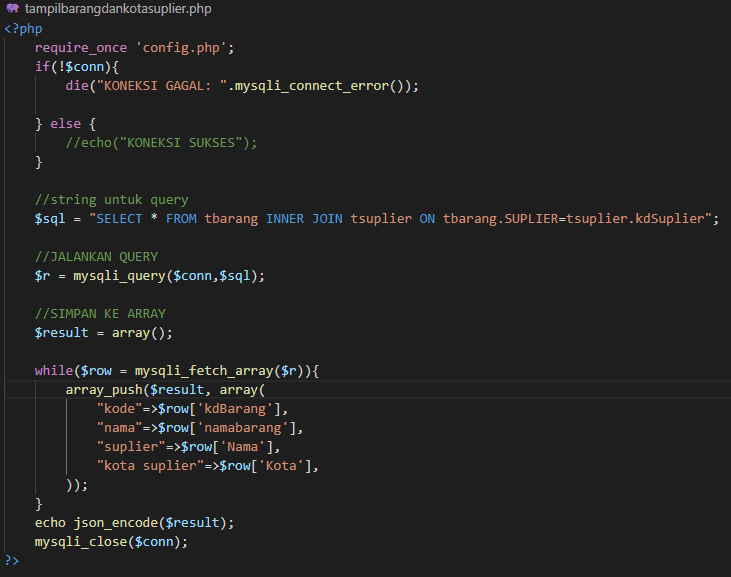 tampilbarangdankotasuplier.php
<?php
    require_once 'config.php';
    if(!$conn){
        die("KONEKSI GAGAL: ".mysqli_connect_error());

    } else {
        //echo("KONEKSI SUKSES");
    }

    //string untuk query
    $sql = "SELECT * FROM tbarang INNER JOIN tsuplier ON tbarang.SUPLIER=tsuplier.kdSuplier";

    //JALANKAN QUERY
    $r = mysqli_query($conn,$sql);

    //SIMPAN KE ARRAY
    $result = array();

    while($row = mysqli_fetch_array($r)){
        array_push($result, array(
            "kode"=>$row['kdBarang'],
            "nama"=>$row['namabarang'],
            "suplier"=>$row['Nama'],
            "kota suplier"=>$row['Kota'],
        ));
    }
    echo json_encode($result);
    mysqli_close($conn);
?>